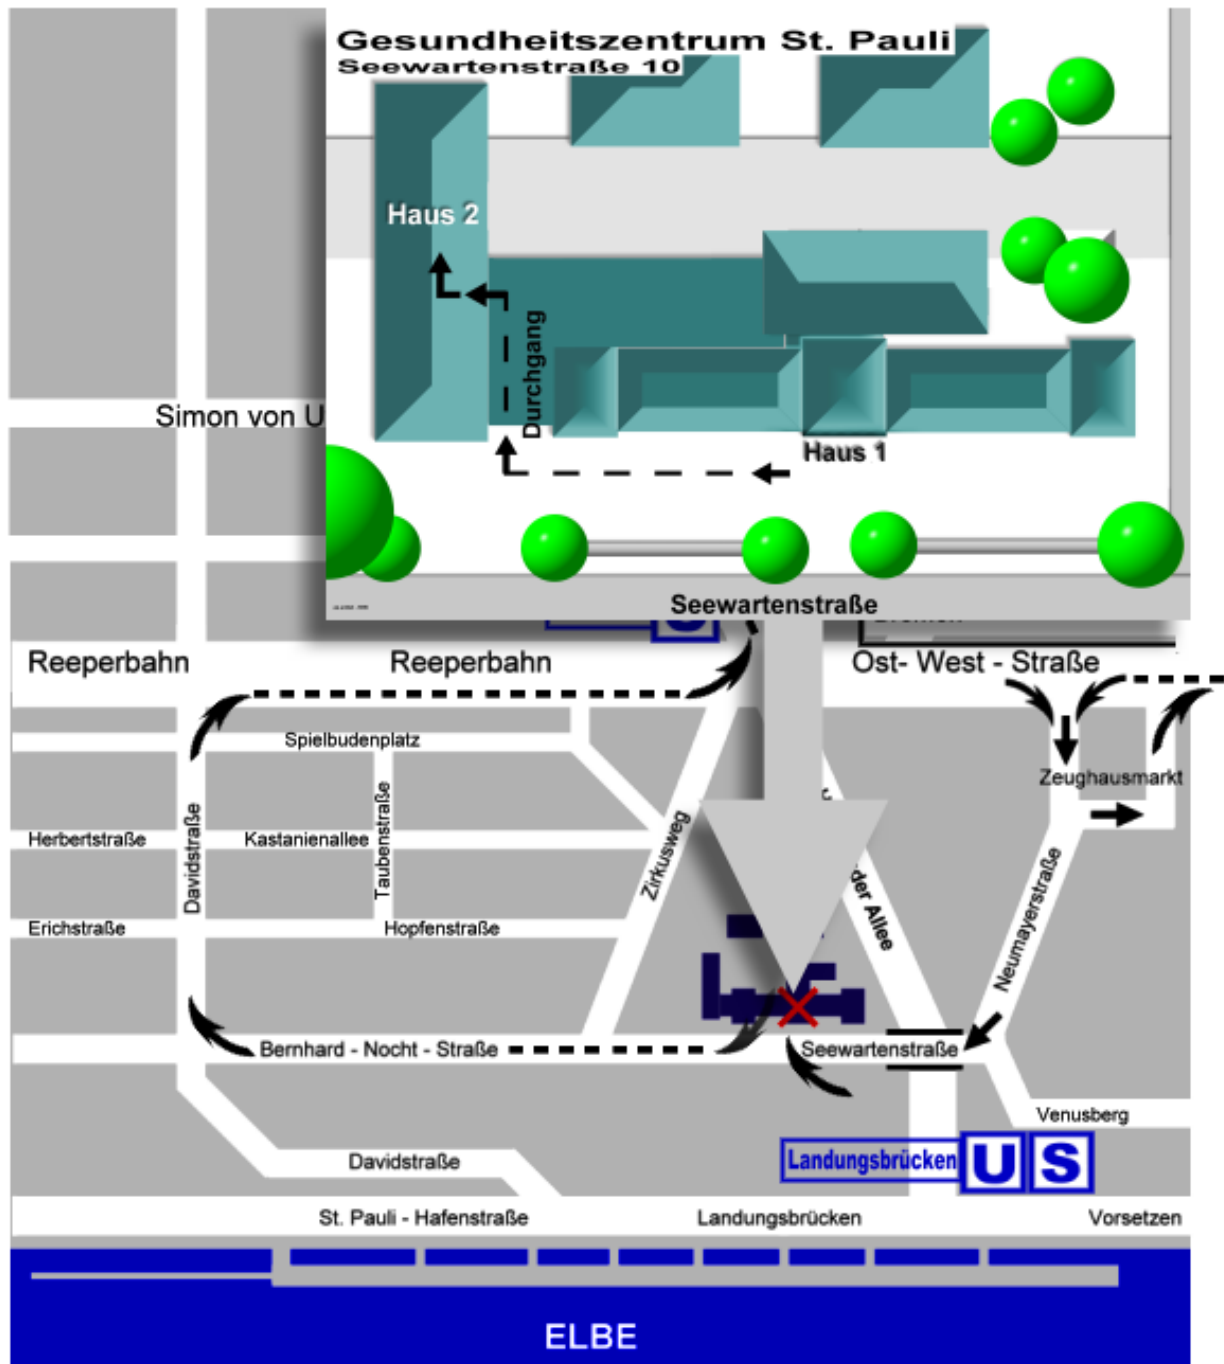 Gesundheitszentrum St. Pauli
Seewartenstraße 10
Haus 2
Durchgang
Haus 1
Simon von U
Seewartenstraße
U
Reeperbahn
Reeperbahn
Ost- West - Straße
Spielbudenplatz
Zeughausmarkt
Herbertstraße
Davidstraße
Kastanienallee
Taubenstraße
Zirkusweg
der Allee
Neumayerstraße
Erichstraße
Hopfenstraße
Bernhard - Nocht - Straße
Seewartenstraße
Venusberg
Landungsbrücken U S
Davidstraße
St. Pauli - Hafenstraße
Landungsbrücken
Vorsetzen
ELBE